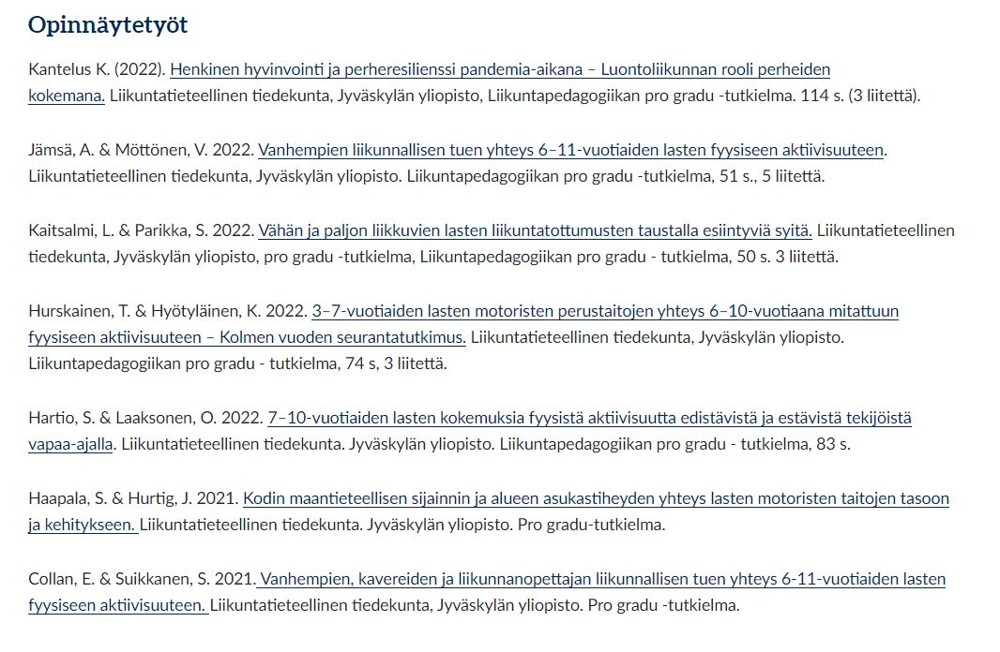 Opinnäytetyöt
Kantelus K. (2022). Henkinen hyvinvointi ja perheresilienssi pandemia-aikana – Luontoliikunnan rooli perheiden
kokemana. Liikuntatieteellinen tiedekunta, Jyväskylän yliopisto, Liikuntapedagogiikan pro gradu -tutkielma. 114 s. (3 liitettä).
Jämsä, A. & Möttönen, V. 2022. Vanhempien liikunnallisen tuen yhteys 6–11-vuotiaiden lasten fyysiseen aktiivisuuteen.
Liikuntatieteellinen tiedekunta, Jyväskylän yliopisto. Liikuntapedagogiikan pro gradu -tutkielma, 51 s., 5 liitettä.
Kaitsalmi, L. & Parikka, S. 2022. Vähän ja paljon liikkuvien lasten liikuntatottumusten taustalla esiintyviä syitä. Liikuntatieteellinen
tiedekunta, Jyväskylän yliopisto, pro gradu -tutkielma, Liikuntapedagogiikan pro gradu - tutkielma, 50 s. 3 liitettä.
Hurskainen, T. & Hyötyläinen, K. 2022. 3–7-vuotiaiden lasten motoristen perustaitojen yhteys 6–10-vuotiaana mitattuun
fyysiseen aktiivisuuteen – Kolmen vuoden seurantatutkimus. Liikuntatieteellinen tiedekunta, Jyväskylän yliopisto.
Liikuntapedagogiikan pro gradu - tutkielma, 74 s, 3 liitettä.
Hartio, S. & Laaksonen, O. 2022. 7–10-vuotiaiden lasten kokemuksia fyysistä aktiivisuutta edistävistä ja estävistä tekijöistä
vapaa-ajalla. Liikuntatieteellinen tiedekunta. Jyväskylän yliopisto. Liikuntapedagogiikan pro gradu - tutkielma, 83 s.
Haapala, S. & Hurtig, J. 2021. Kodin maantieteellisen sijainnin ja alueen asukastiheyden yhteys lasten motoristen taitojen tasoon
ja kehitykseen. Liikuntatieteellinen tiedekunta. Jyväskylän yliopisto. Pro gradu-tutkielma.
Collan, E. & Suikkanen, S. 2021. Vanhempien, kavereiden ja liikunnanopettajan liikunnallisen tuen yhteys 6-11-vuotiaiden lasten
fyysiseen aktiivisuuteen. Liikuntatieteellinen tiedekunta, Jyväskylän yliopisto. Pro gradu -tutkielma.